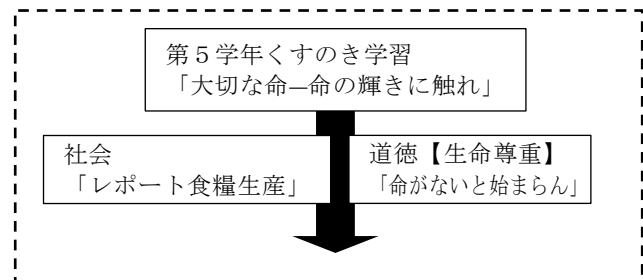 第５学年くすのき学習
「大切な命―命の輝きに触れ」
社会
「レポート食糧生産」
道徳【生命尊重】
「命がないと始まらん」